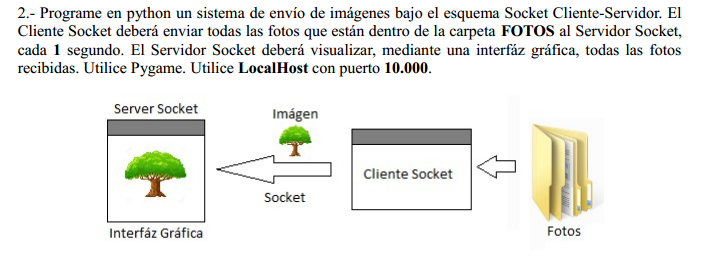 2.- Programe en python un sistema de envío de imágenes bajo el esquema Socket Cliente-Servidor. El
Cliente Socket deberá enviar todas las fotos que están dentro de la carpeta FOTOS al Servidor Socket,
cada 1 segundo. El Servidor Socket deberá visualizar, mediante una interfáz gráfica, todas las fotos
recibidas. Utilice Pygame. Utilice LocalHost con puerto 10.000.
Server Socket
Imágen
Cliente Socket
Socket
Interfáz Gráfica
Fotos